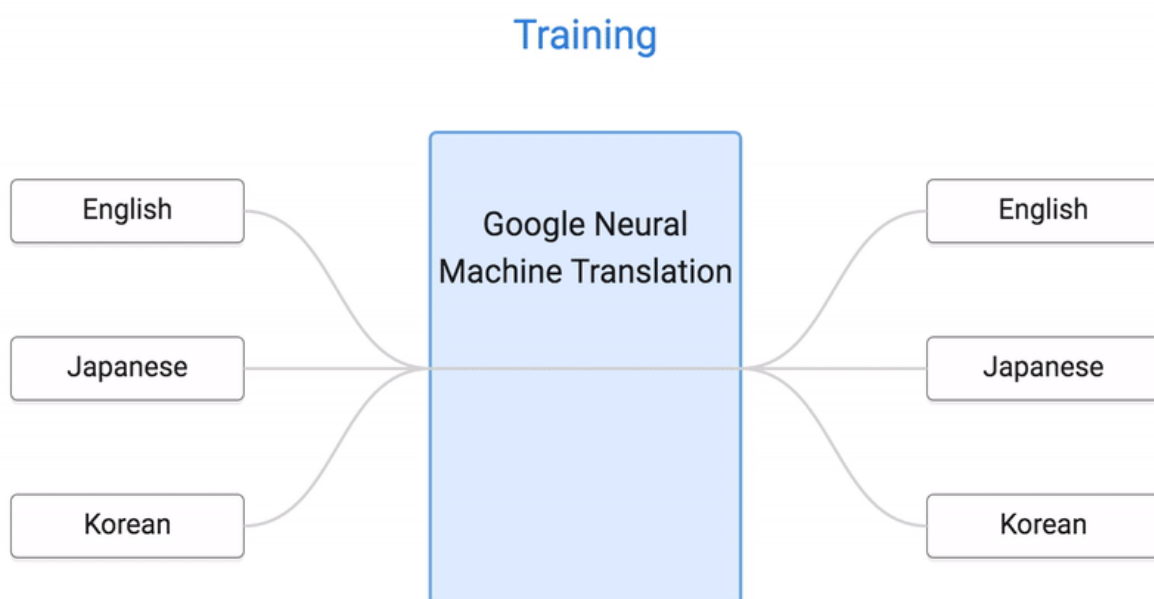 Training
Google Neural
Machine Translation
English
Japanese
Korean
English
Japanese
Korean